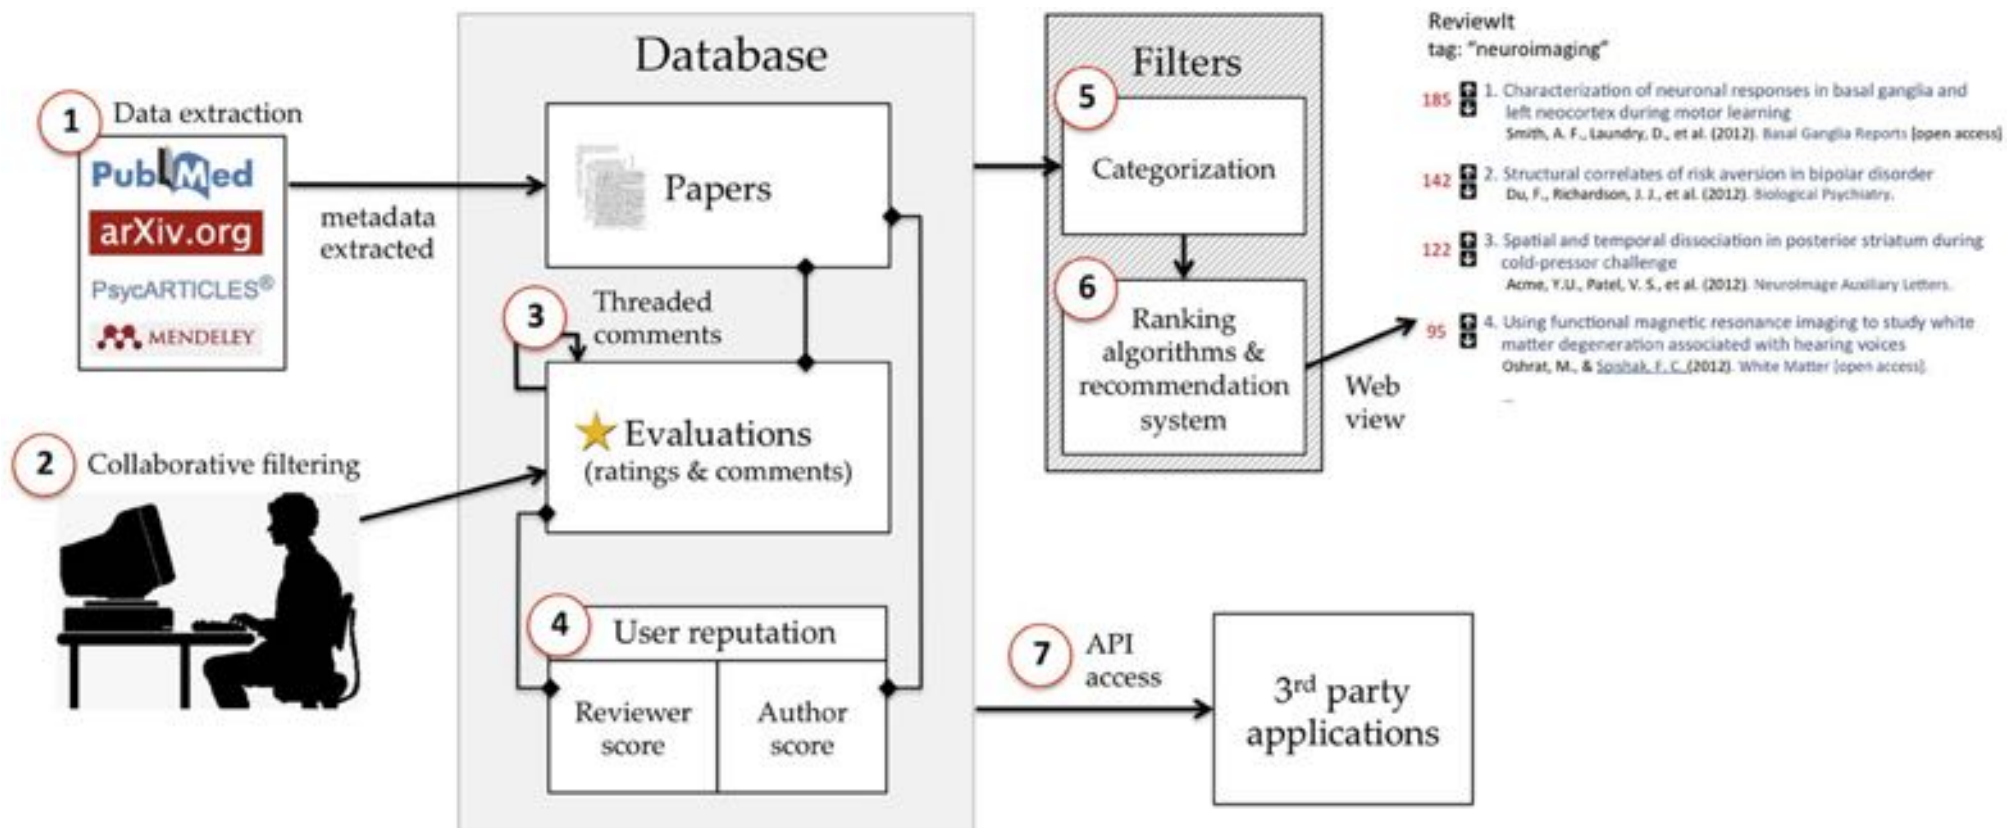 1
Data extraction
PubMed
arXiv.org
PsycARTICLES®
MENDELEY
metadata
extracted
2
Collaborative filtering
Database
Papers
3
Threaded
comments
Evaluations
(ratings & comments)
4
User reputation
Reviewer
score
Author
score
Filters
5
Categorization
6
Ranking
algorithms &
recommendation
system
Web
view
7
API
access
3rd party
applications
ReviewIt
tag: "neuroimaging"
185 1. Characterization of neuronal responses in basal ganglia and
left neocortex during motor learning
Smith, A. F., Laundry, D., et al. (2012). Basal Ganglia Reports [open access]
142 2. Structural correlates of risk aversion in bipolar disorder
Du, F., Richardson, J. J., et al. (2012). Biological Psychiatry.
122 3. Spatial and temporal dissociation in posterior striatum during
cold-pressor challenge
Acme, Y.U., Patel, V. S., et al. (2012). NeuroImage Auxiliary Letters.
95 4. Using functional magnetic resonance imaging to study white
matter degeneration associated with hearing voices
Oshrat, M., & Spishak, F. C. (2012). White Matter [open access].
...